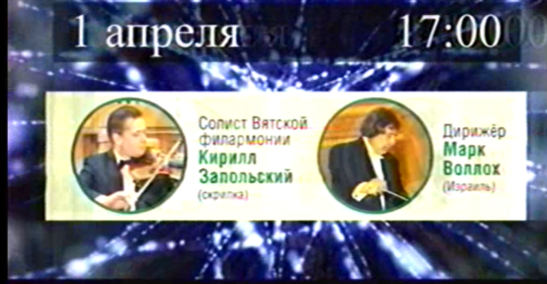 1 апреля 17:00
Солист Вятской
филармонии
Кирилл
Запольский
(скрипка)
Дирижёр
Марк
Воллох
(Израиль)